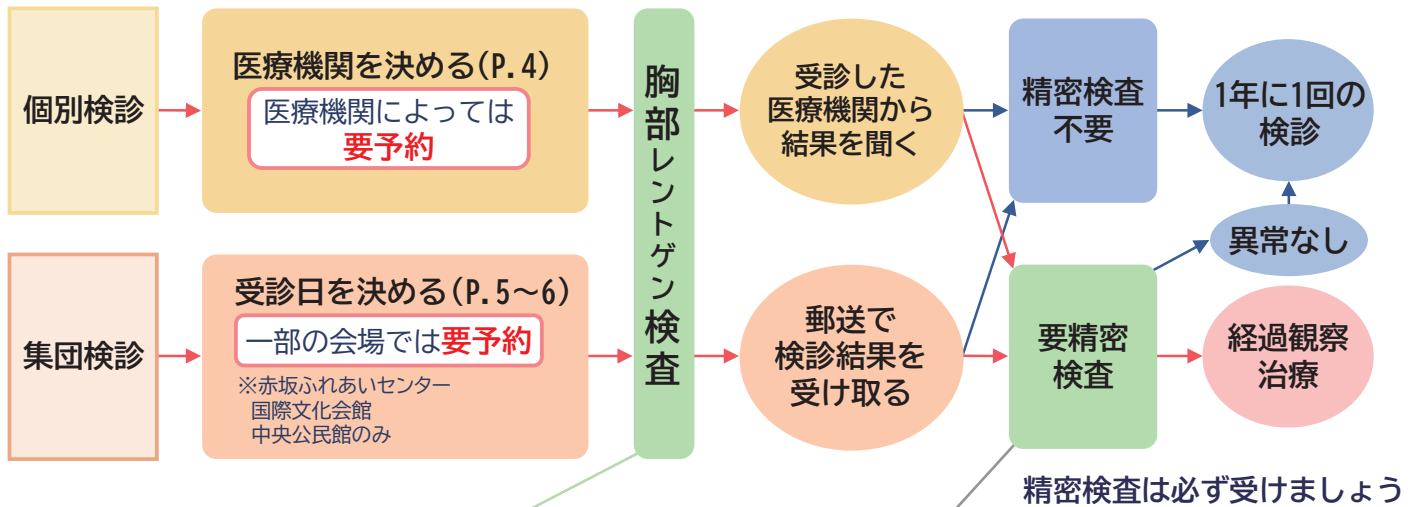 個別検診
医療機関を決める(P.4)
医療機関によっては
要予約
胸部レントゲン検査
受診した
医療機関から
結果を聞く
精密検査
不要
1年に1回の
検診
異常なし
集団検診
受診日を決める(P.5～6)
一部の会場では要予約
※赤坂ふれあいセンター
国際文化会館
中央公民館のみ
郵送で
検診結果を
受け取る
要精密
検査
経過観察
治療
精密検査は必ず受けましょう